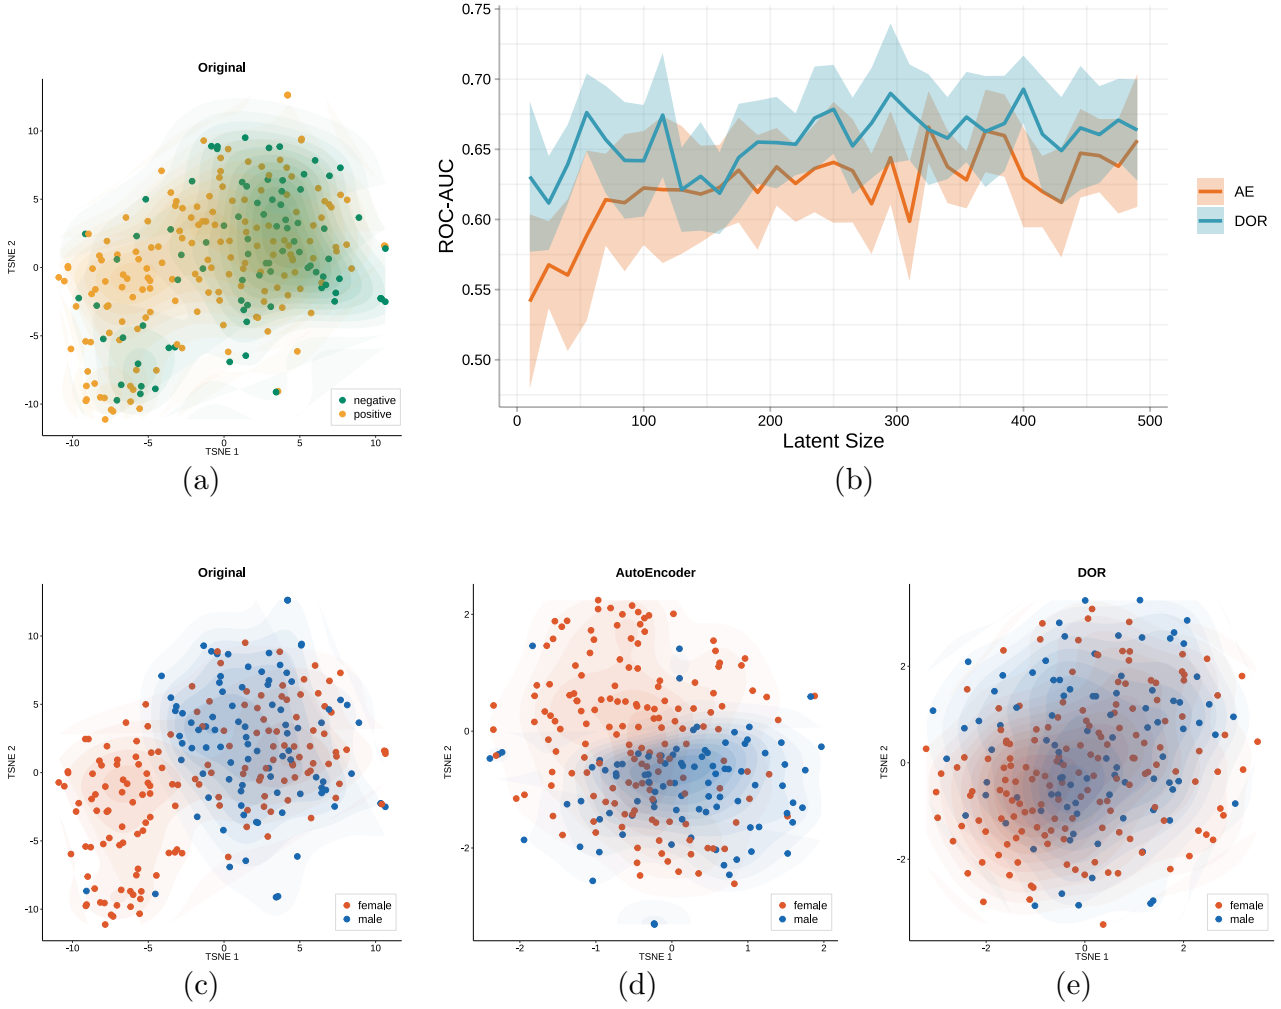 Original
TSNE 2
10
5
0
-5
-10
-10 -5 0 5 10
TSNE 1
negative
positive
(a)
ROC-AUC
0.75
0.70
0.65
0.60
0.55
0.50
0 100 200 300 400 500
Latent Size
AE
DOR
(b)
Original
TSNE 2
10
5
0
-5
-10
-10 -5 0 5 10
TSNE 1
female
male
(c)
AutoEncoder
TSNE 2
2
0
-2
-2 -1 0 1 2
TSNE 1
female
male
(d)
DOR
TSNE 2
2
0
-2
-2 0 2
TSNE 1
female
male
(e)